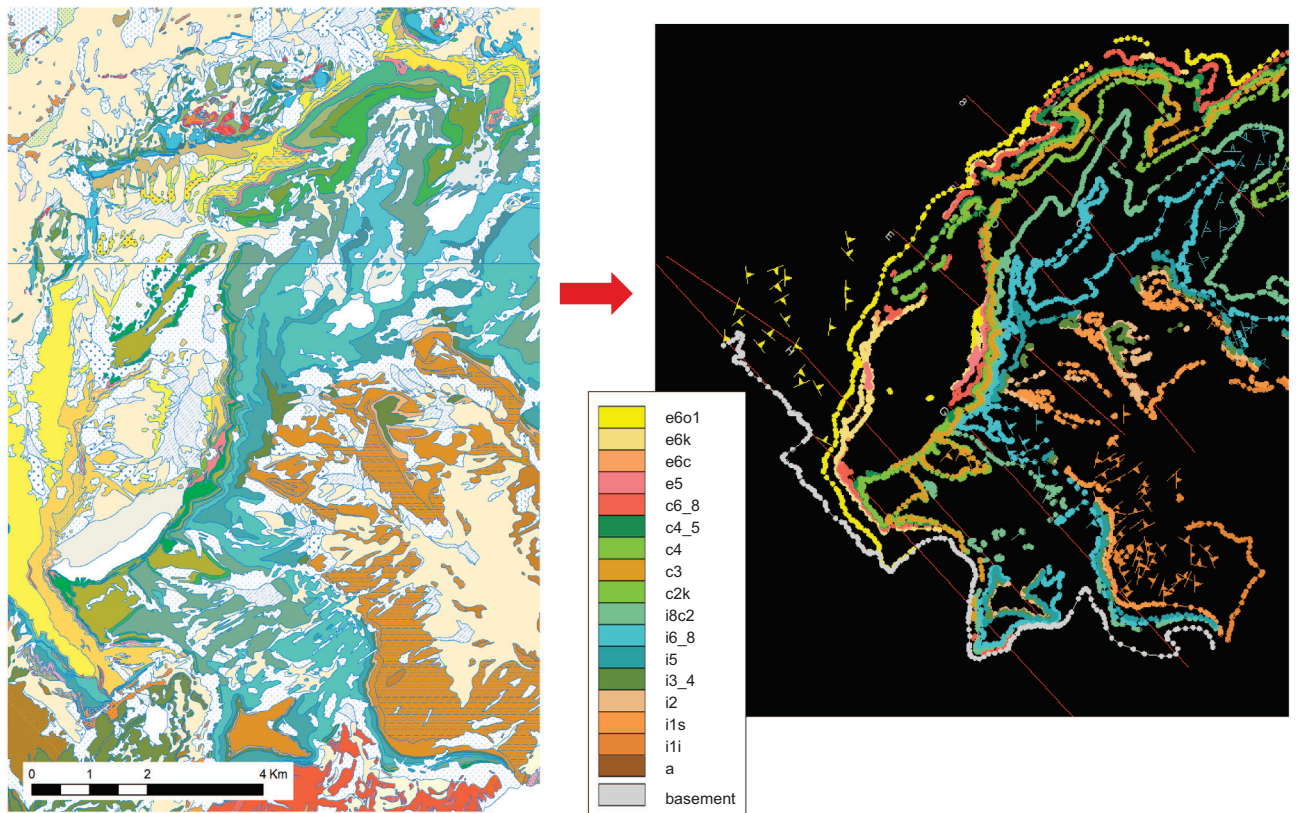 0 1 2 4 Km
e6o1
e6k
e6c
e5
c6_8
c4_5
c4
c3
c2k
i8c2
i6_8
i5
i3_4
i2
i1s
i1i
a
basement
E
H
G